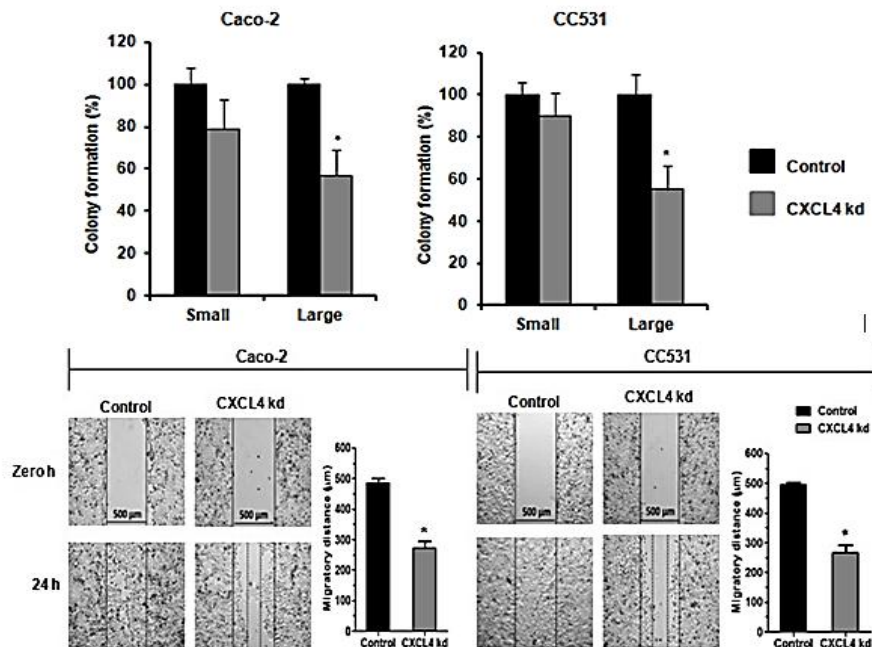 Caco-2
Colony formation (%)
120
100
80
60
40
20
0
*
Small Large
CC531
Colony formation (%)
120
100
80
60
40
20
0
*
Small Large
Control
CXCL4 kd
Caco-2
Control CXCL4 kd
Zero h
500 µm 500 µm
24 h
Migratory distance (µm)
600
500
400
300
200
100
0
*
Control CXCL4 kd
CC531
Control CXCL4 kd
500 µm 500 µm
Control
CXCL4 kd
Migratory distance (µm)
600
500
400
300
200
100
0
*
Control CXCL4 kd